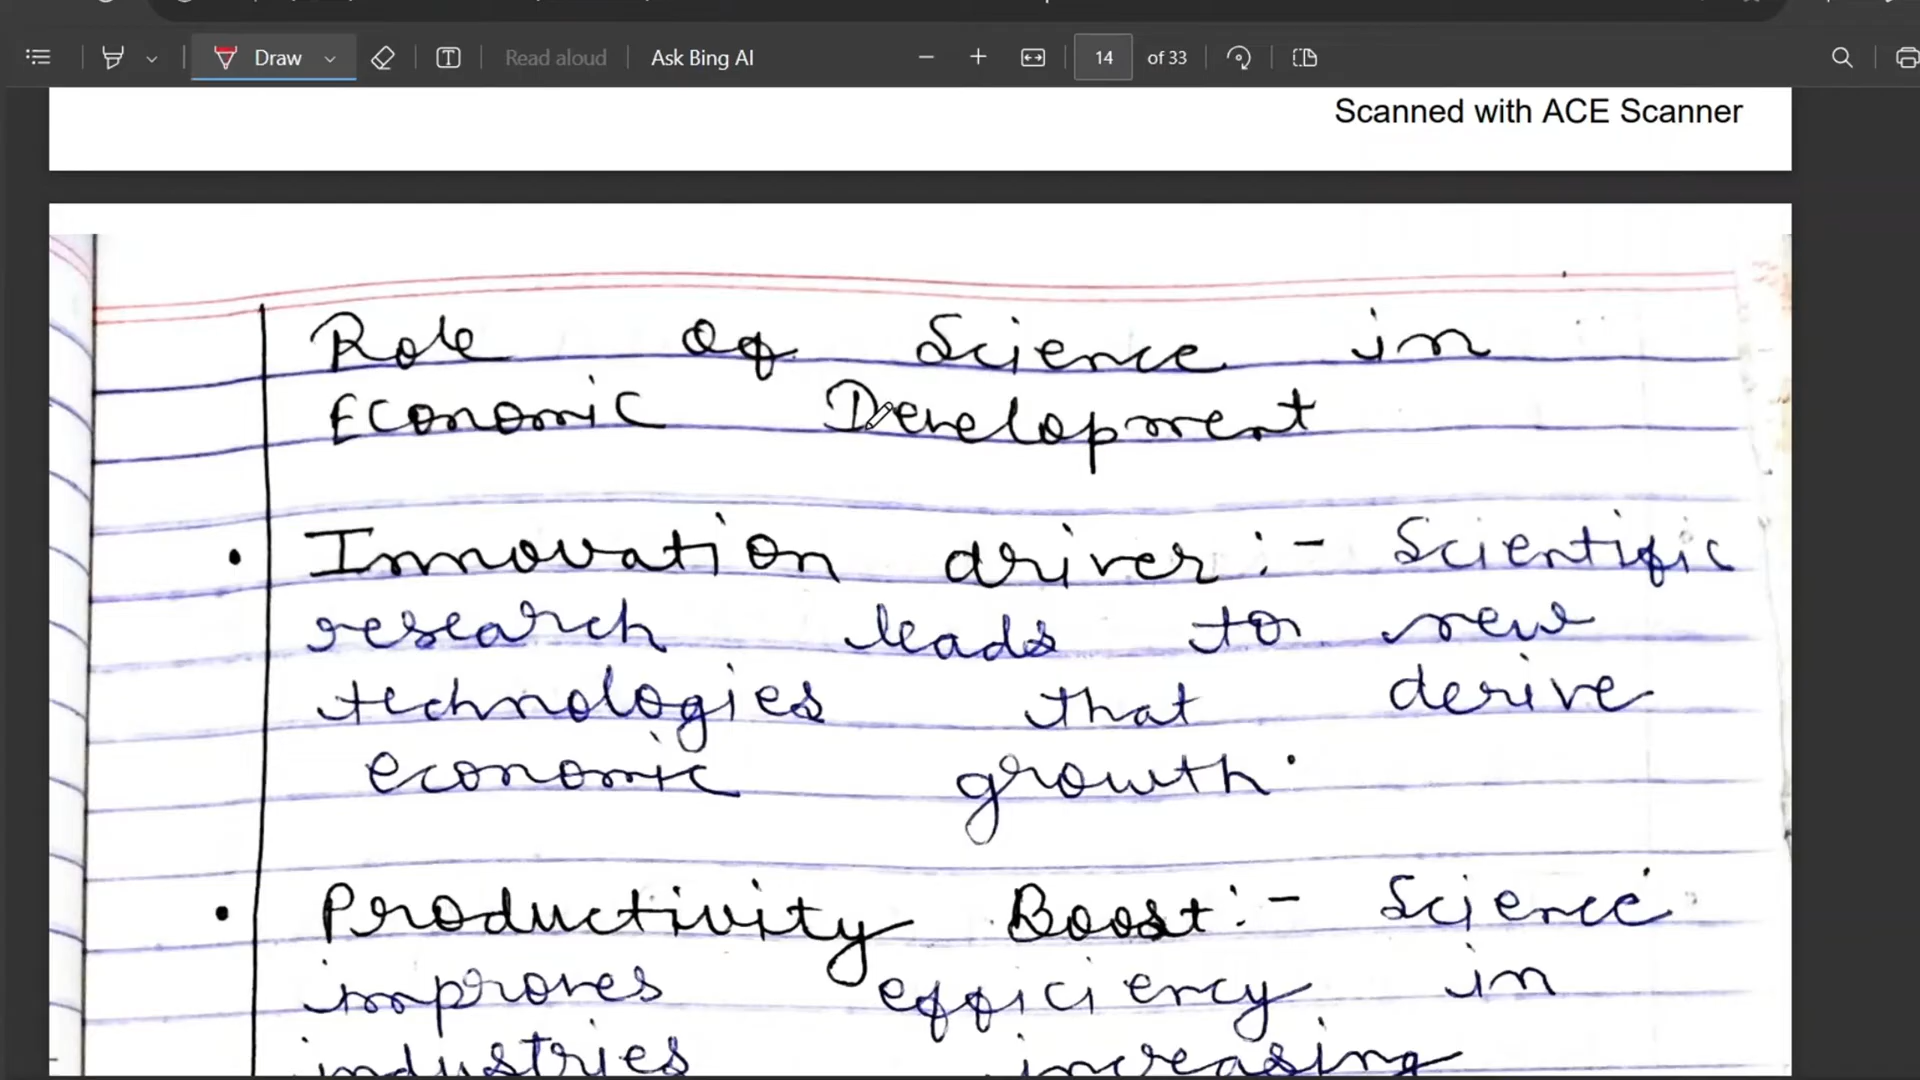 Draw
Read aloud
Ask Bing AI
14
of 33
Scanned with ACE Scanner
Role of Science in
Economic Development
• Innovation driver :- Scientific
research leads to new
technologies that derive
economic growth.
• Productivity Boost :- Science
improves efficiency in
industries increasing